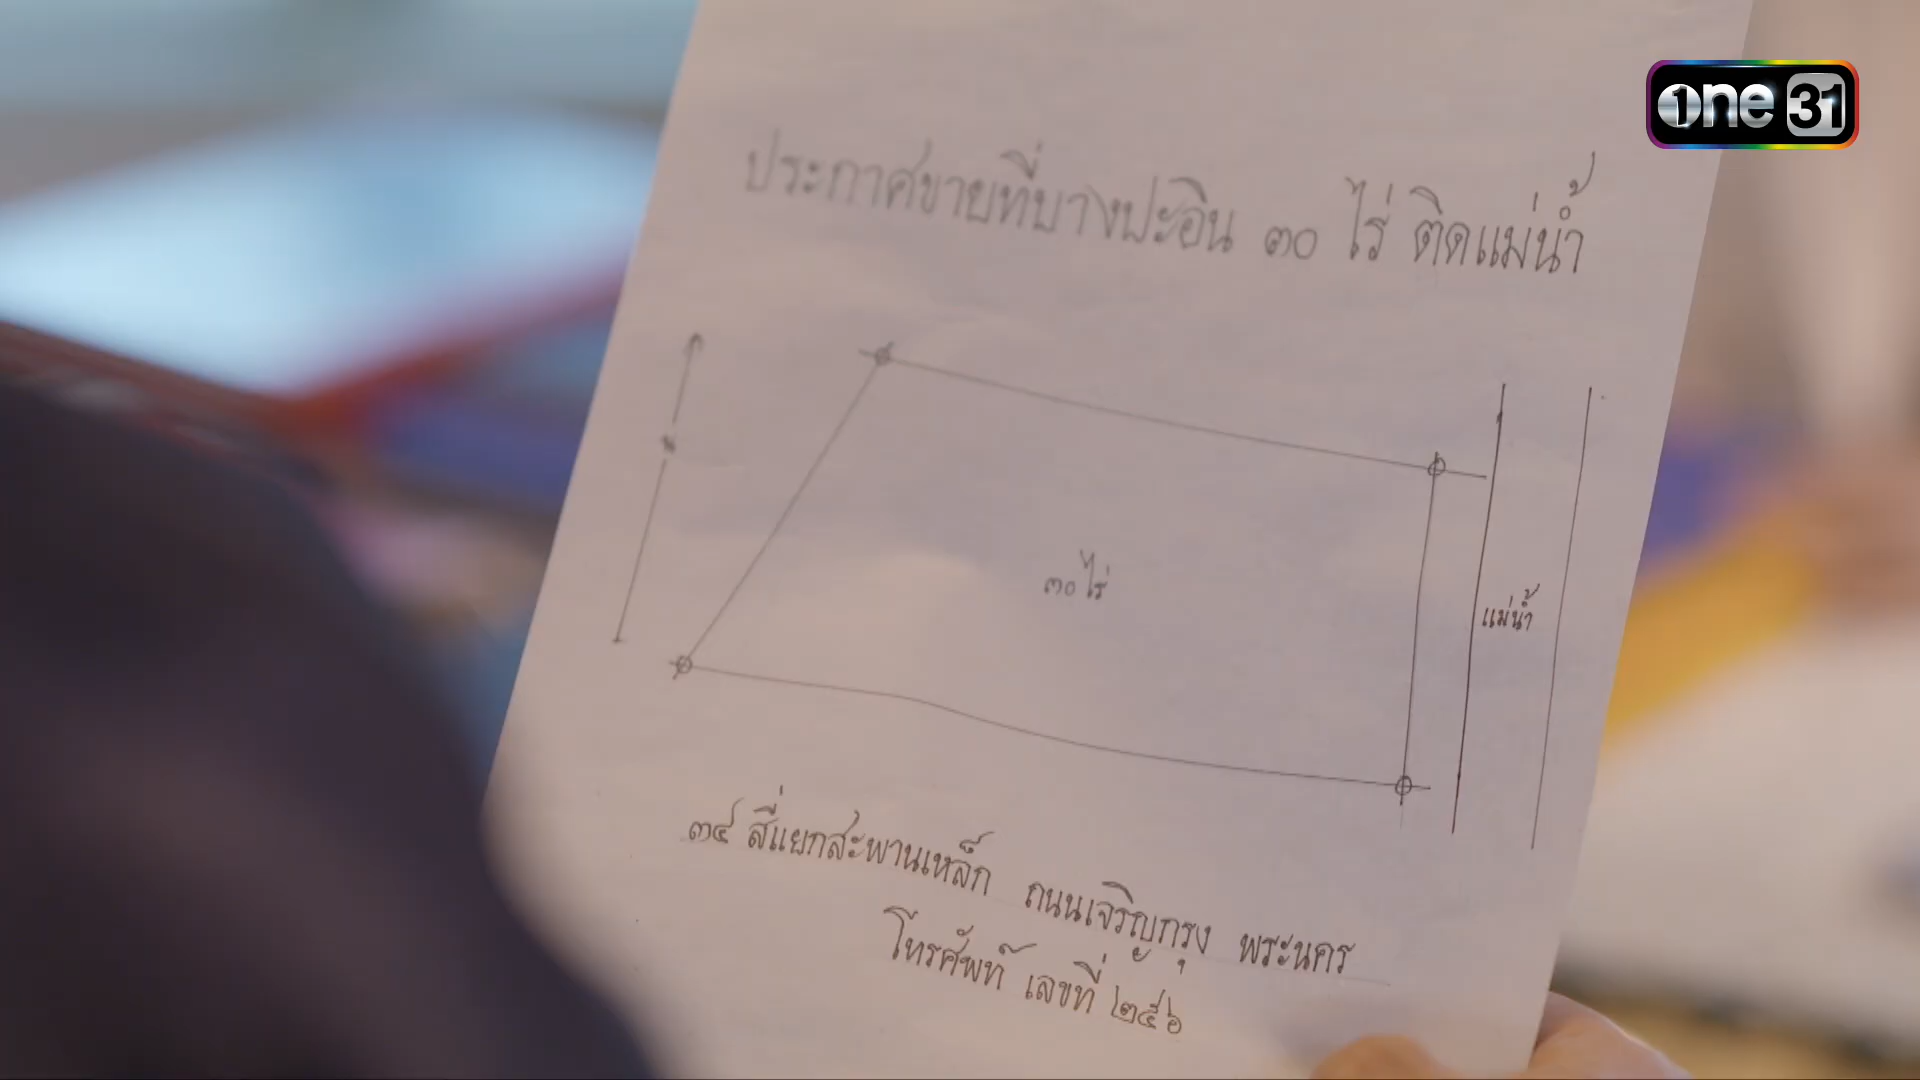 one 31
ประกาศขายที่บางปะอิน ๓๐ ไร่ ติดแม่น้ำ
น
๓๐ ไร่
แม่น้ำ
๓๔ สี่แยกสะพานเหล็ก ถนนเจริญกรุง พระนคร
โทรศัพท์ เลขที่ ๒๕๖